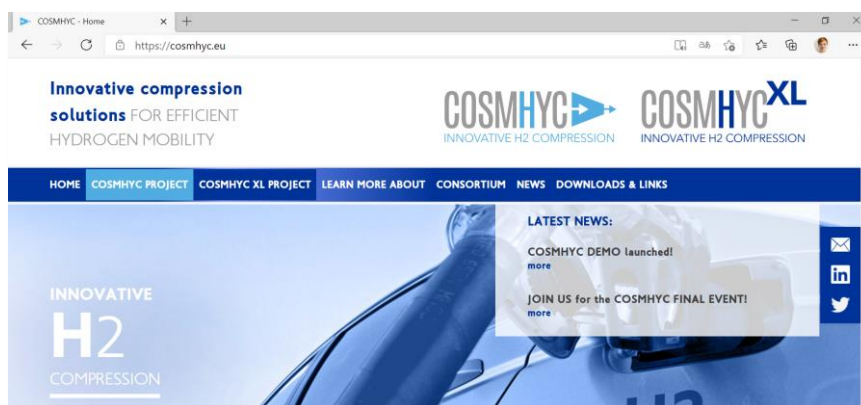 COSMHYC - Home
https://cosmhyc.eu
Innovative compression
solutions FOR EFFICIENT
HYDROGEN MOBILITY
COSMHYC
INNOVATIVE H2 COMPRESSION
COSMHYC XL
INNOVATIVE H2 COMPRESSION
HOME COSMHYC PROJECT COSMHYC XL PROJECT LEARN MORE ABOUT CONSORTIUM NEWS DOWNLOADS & LINKS
LATEST NEWS:
COSMHYC DEMO launched!
more
JOIN US for the COSMHYC FINAL EVENT!
more
in
INNOVATIVE
H2
COMPRESSION
H2